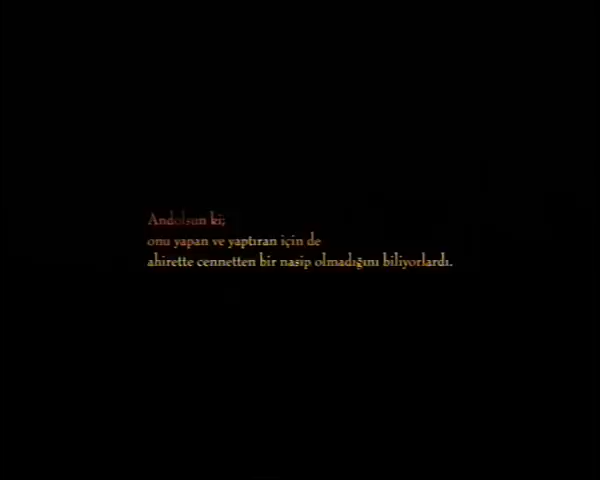 Andolsun ki;
onu yapan ve yaptıran için de
ahirette cennetten bir nasip olmadığını biliyorlardı.